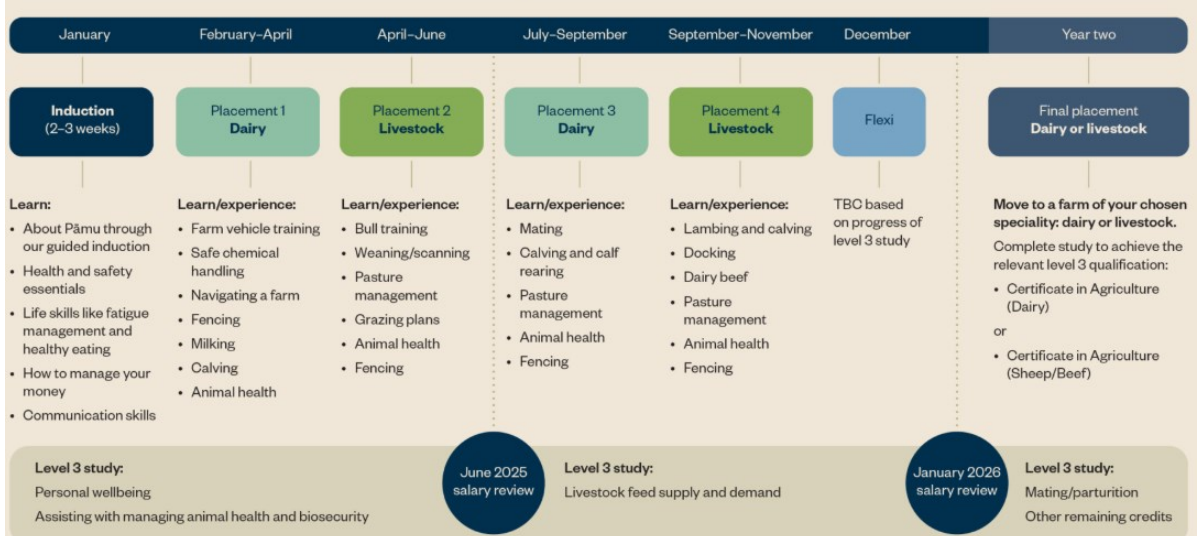 January
February–April
April–June
July–September
September–November
December
Year two
Induction
(2–3 weeks)
Placement 1
Dairy
Placement 2
Livestock
Placement 3
Dairy
Placement 4
Livestock
Flexi
Final placement
Dairy or livestock
Learn:
• About Pāmu through
our guided induction
• Health and safety
essentials
• Life skills like fatigue
management and
healthy eating
• How to manage your
money
• Communication skills
Learn/experience:
• Farm vehicle training
• Safe chemical
handling
• Navigating a farm
• Fencing
• Milking
• Calving
• Animal health
Learn/experience:
• Bull training
• Weaning/scanning
• Pasture
management
• Grazing plans
• Animal health
• Fencing
Learn/experience:
• Mating
• Calving and calf
rearing
• Pasture
management
• Animal health
• Fencing
Learn/experience:
• Lambing and calving
• Docking
• Dairy beef
• Pasture
management
• Animal health
• Fencing
TBC based
on progress of
level 3 study
Move to a farm of your chosen
speciality: dairy or livestock.
Complete study to achieve the
relevant level 3 qualification:
• Certificate in Agriculture
(Dairy)
or
• Certificate in Agriculture
(Sheep/Beef)
Level 3 study:
Personal wellbeing
Assisting with managing animal health and biosecurity
June 2025
salary review
Level 3 study:
Livestock feed supply and demand
January 2026
salary review
Level 3 study:
Mating/parturition
Other remaining credits